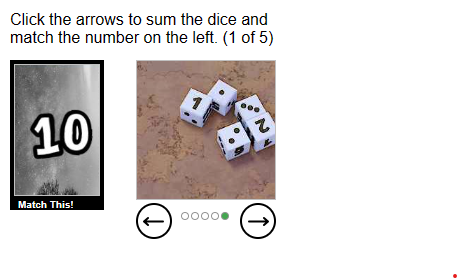 Click the arrows to sum the dice and
match the number on the left. (1 of 5)
10
1
2
Match This!